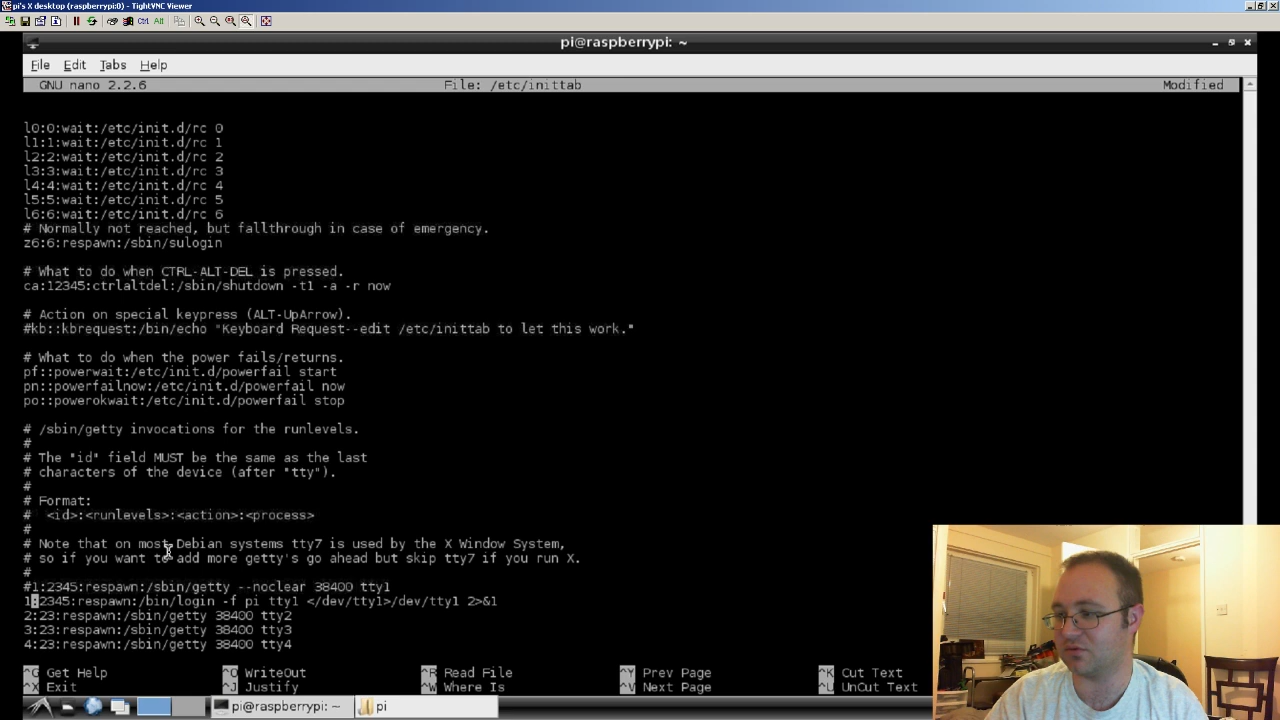 pi's X desktop (raspberrypi:0) - TightVNC Viewer
Ctrl Alt
pi@raspberrypi: ~
File Edit Tabs Help
GNU nano 2.2.6 File: /etc/inittab Modified
l0:0:wait:/etc/init.d/rc 0
l1:1:wait:/etc/init.d/rc 1
l2:2:wait:/etc/init.d/rc 2
l3:3:wait:/etc/init.d/rc 3
l4:4:wait:/etc/init.d/rc 4
l5:5:wait:/etc/init.d/rc 5
l6:6:wait:/etc/init.d/rc 6
# Normally not reached, but fallthrough in case of emergency.
z6:6:respawn:/sbin/sulogin
# What to do when CTRL-ALT-DEL is pressed.
ca:12345:ctrlaltdel:/sbin/shutdown -t1 -a -r now
# Action on special keypress (ALT-UpArrow).
#kb::kbrequest:/bin/echo "Keyboard Request--edit /etc/inittab to let this work."
# What to do when the power fails/returns.
pf::powerwait:/etc/init.d/powerfail start
pn::powerfailnow:/etc/init.d/powerfail now
po::powerokwait:/etc/init.d/powerfail stop
# /sbin/getty invocations for the runlevels.
#
# The "id" field MUST be the same as the last
# characters of the device (after "tty").
#
# Format:
# <id>:<runlevels>:<action>:<process>
#
# Note that on most Debian systems tty7 is used by the X Window System,
# so if you want to add more getty's go ahead but skip tty7 if you run X.
#
#1:2345:respawn:/sbin/getty --noclear 38400 tty1
1:2345:respawn:/bin/login -f pi tty1 </dev/tty1>/dev/tty1 2>&1
2:23:respawn:/sbin/getty 38400 tty2
3:23:respawn:/sbin/getty 38400 tty3
4:23:respawn:/sbin/getty 38400 tty4
^G Get Help ^O WriteOut ^R Read File ^Y Prev Page ^K Cut Text
^X Exit ^J Justify ^W Where Is ^V Next Page ^U UnCut Text
pi@raspberrypi: ~ pi